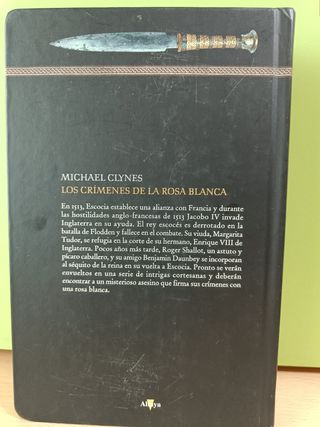 MICHAEL CLYNES
LOS CRÍMENES DE LA ROSA BLANCA
En 1513, Escocia establece una alianza con Francia y durante
las hostilidades anglo-francesas de 1513 Jacobo IV invade
Inglaterra en su ayuda. El rey escocés es derrotado en la
batalla de Flodden y fallece en el combate. Su viuda, Margarita
Tudor, se refugia en la corte de su hermano, Enrique VIII de
Inglaterra. Pocos años más tarde, Roger Shallot, un astuto y
pícaro caballero, y su amigo Benjamin Daunbey se incorporan
al séquito de la reina en su vuelta a Escocia. Pronto se verán
envueltos en una serie de intrigas cortesanas y deberán
encontrar a un misterioso asesino que firma sus crímenes con
una rosa blanca.
Altaya